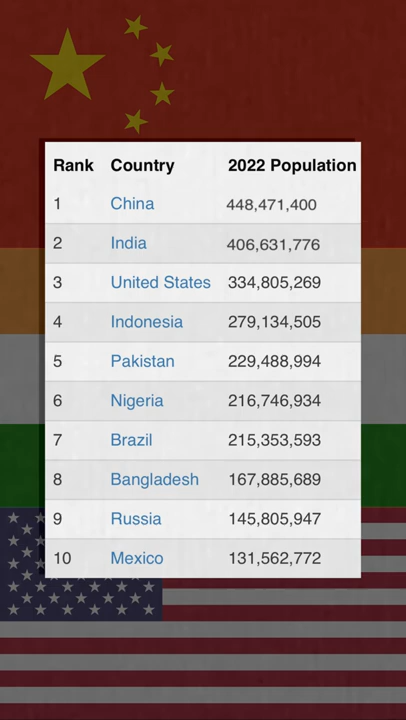 Rank Country 2022 Population
1 China 448,471,400
2 India 406,631,776
3 United States 334,805,269
4 Indonesia 279,134,505
5 Pakistan 229,488,994
6 Nigeria 216,746,934
7 Brazil 215,353,593
8 Bangladesh 167,885,689
9 Russia 145,805,947
10 Mexico 131,562,772